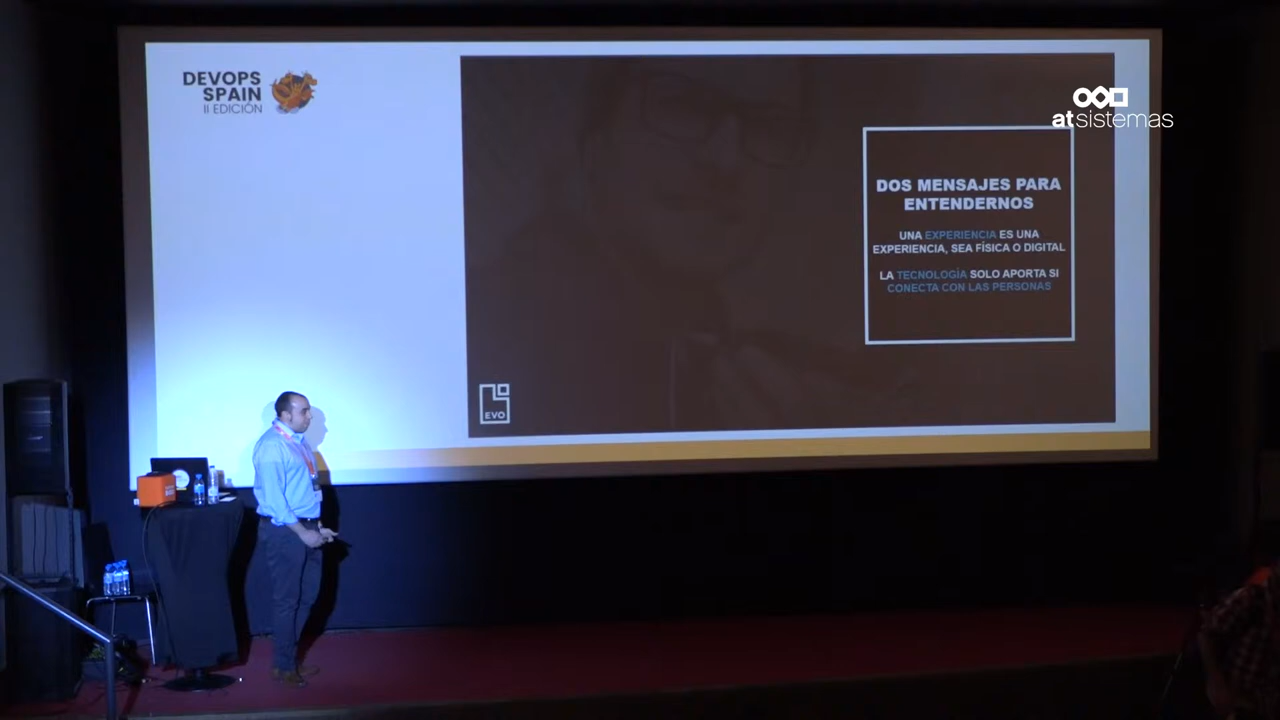 DEVOPS
SPAIN
II EDICIÓN
atsistemas
DOS MENSAJES PARA
ENTENDERNOS
UNA EXPERIENCIA ES UNA
EXPERIENCIA, SEA FÍSICA O DIGITAL
LA TECNOLOGÍA SOLO APORTA SI
CONECTA CON LAS PERSONAS
EVO